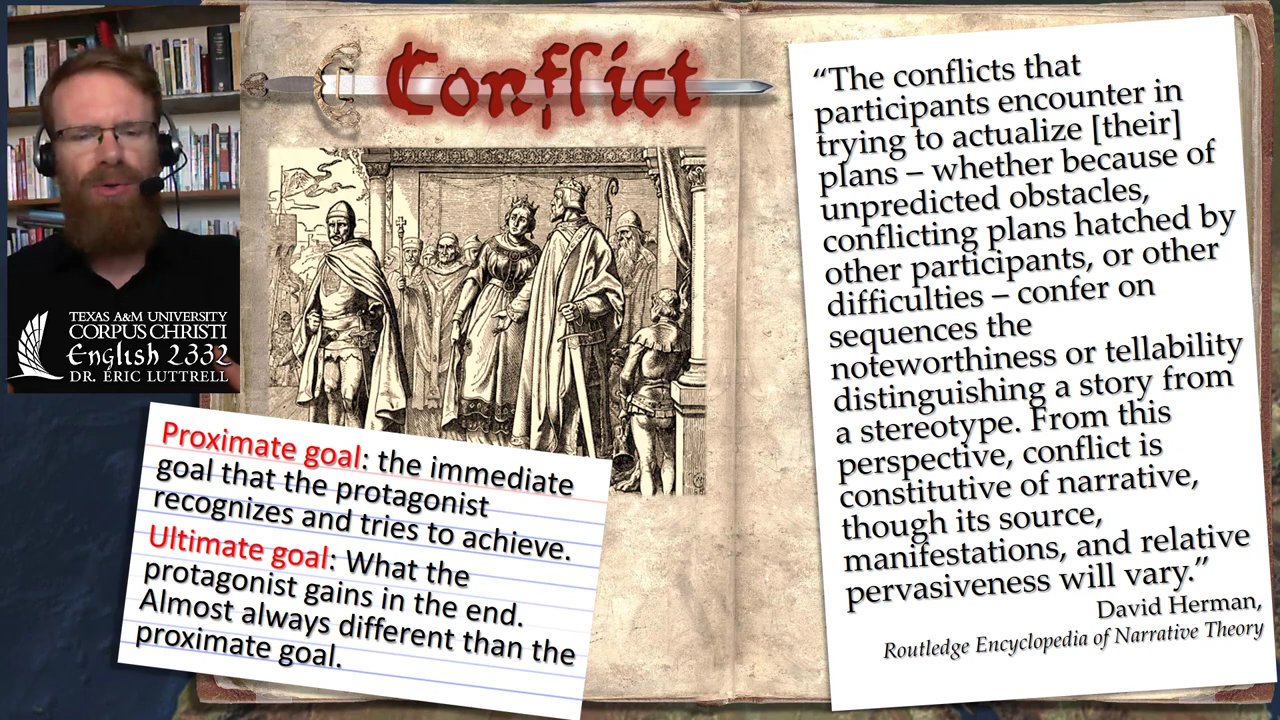 Conflict
TEXAS A&M UNIVERSITY
CORPUS CHRISTI
English 2332
DR. ERIC LUTTRELL
Proximate goal: the immediate
goal that the protagonist
recognizes and tries to achieve.
Ultimate goal: What the
protagonist gains in the end.
Almost always different than the
proximate goal.
“The conflicts that
participants encounter in
trying to actualize [their]
plans – whether because of
unpredicted obstacles,
conflicting plans hatched by
other participants, or other
difficulties – confer on
sequences the
noteworthiness or tellability
distinguishing a story from
a stereotype. From this
perspective, conflict is
constitutive of narrative,
though its source,
manifestations, and relative
pervasiveness will vary.”
David Herman,
Routledge Encyclopedia of Narrative Theory